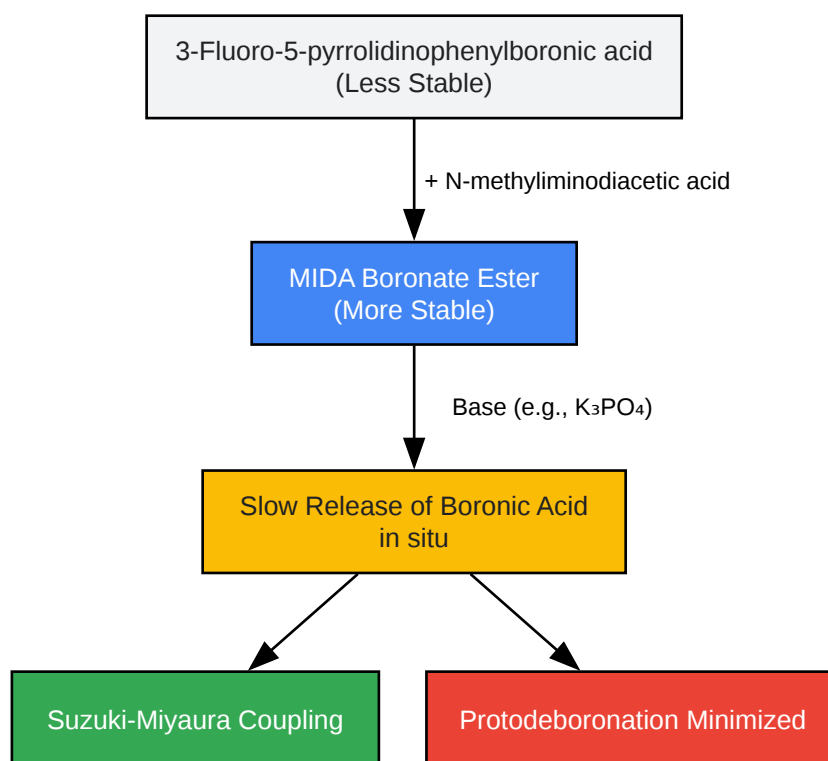 3-Fluoro-5-pyrrolidinophenylboronic acid
(Less Stable)
+ N-methyliminodiacetic acid
MIDA Boronate Ester
(More Stable)
Base (e.g., K₃PO₄)
Slow Release of Boronic Acid
in situ
Suzuki-Miyaura Coupling
Protodeboronation Minimized